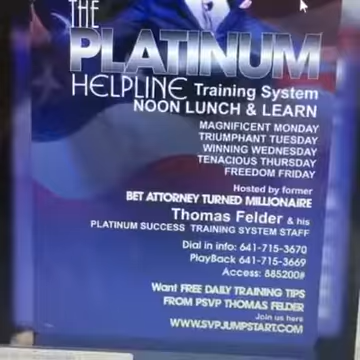 THE
PLATINUM
HELPLINE Training System
NOON LUNCH & LEARN
MAGNIFICENT MONDAY
TRIUMPHANT TUESDAY
WINNING WEDNESDAY
TENACIOUS THURSDAY
FREEDOM FRIDAY
Hosted by former
BET ATTORNEY TURNED MILLIONAIRE
Thomas Felder & his
PLATINUM SUCCESS TRAINING SYSTEM STAFF
Dial in info: 641-715-3670
PlayBack 641-715-3669
Access: 885200#
Want FREE DAILY TRAINING TIPS
FROM PSVP THOMAS FELDER
Join us here
WWW.SVPJUMPSTART.COM